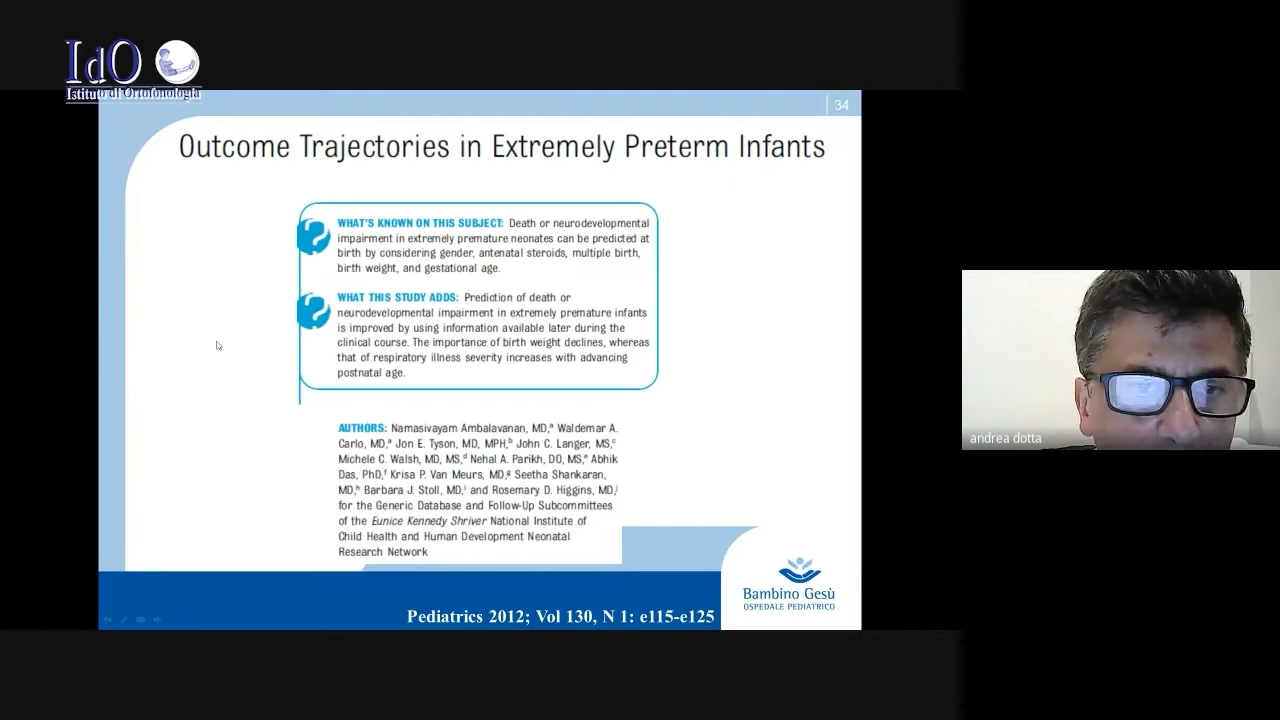 IdO
Istituto di Ortofonologia
34
Outcome Trajectories in Extremely Preterm Infants
WHAT'S KNOWN ON THIS SUBJECT: Death or neurodevelopmental
impairment in extremely premature neonates can be predicted at
birth by considering gender, antenatal steroids, multiple birth,
birth weight, and gestational age.
WHAT THIS STUDY ADDS: Prediction of death or
neurodevelopmental impairment in extremely premature infants
is improved by using information available later during the
clinical course. The importance of birth weight declines, whereas
that of respiratory illness severity increases with advancing
postnatal age.
AUTHORS: Namasivayam Ambalavanan, MD,ª Waldemar A.
Carlo, MD,ª Jon E. Tyson, MD, MPH,ᵇ John C. Langer, MS,ᶜ
Michele C. Walsh, MD, MS,ᵈ Nehal A. Parikh, DO, MS,ᵉ Abhik
Das, PhD,ᶠ Krisa P. Van Meurs, MD,ᵍ Seetha Shankaran,
MD,ʰ Barbara J. Stoll, MD,ⁱ and Rosemary D. Higgins, MD,ʲ
for the Generic Database and Follow-Up Subcommittees
of the Eunice Kennedy Shriver National Institute of
Child Health and Human Development Neonatal
Research Network
Bambino Gesù
OSPEDALE PEDIATRICO
Pediatrics 2012; Vol 130, N 1: e115-e125
andrea dotta